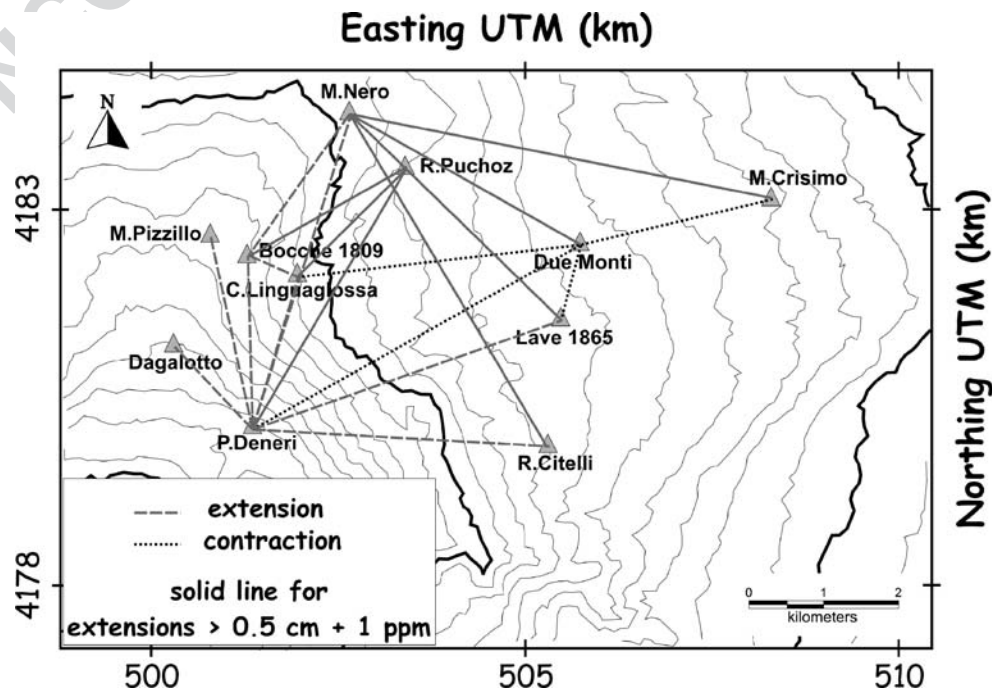 Easting UTM (km)
N
M.Nero
R.Puchoz
M.Crisimo
4183
M.Pizzillo
Bocche 1809
Due Monti
C.Linguaglossa
Lave 1865
Dagalotto
P.Deneri
R.Citelli
Northing UTM (km)
extension
contraction
solid line for
extensions > 0.5 cm + 1 ppm
4178
0 1 2
kilometers
500 505 510